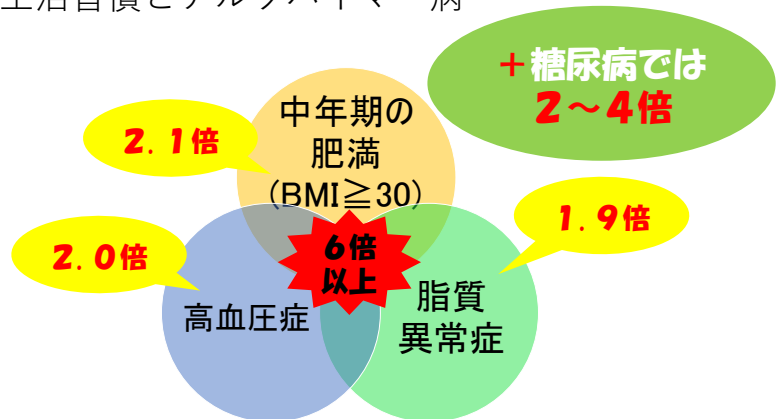 生活習慣とアルツハイマー病
+糖尿病では
2~4倍
中年期の
肥満
(BMI≧30)
2.1倍
1.9倍
2.0倍
6倍
以上
高血圧症
脂質
異常症